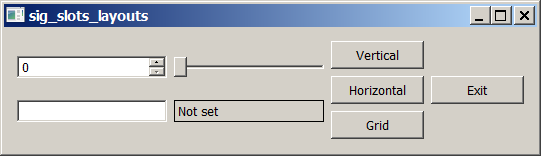 sig_slots_layouts
Vertical
0
Horizontal
Exit
Not set
Grid